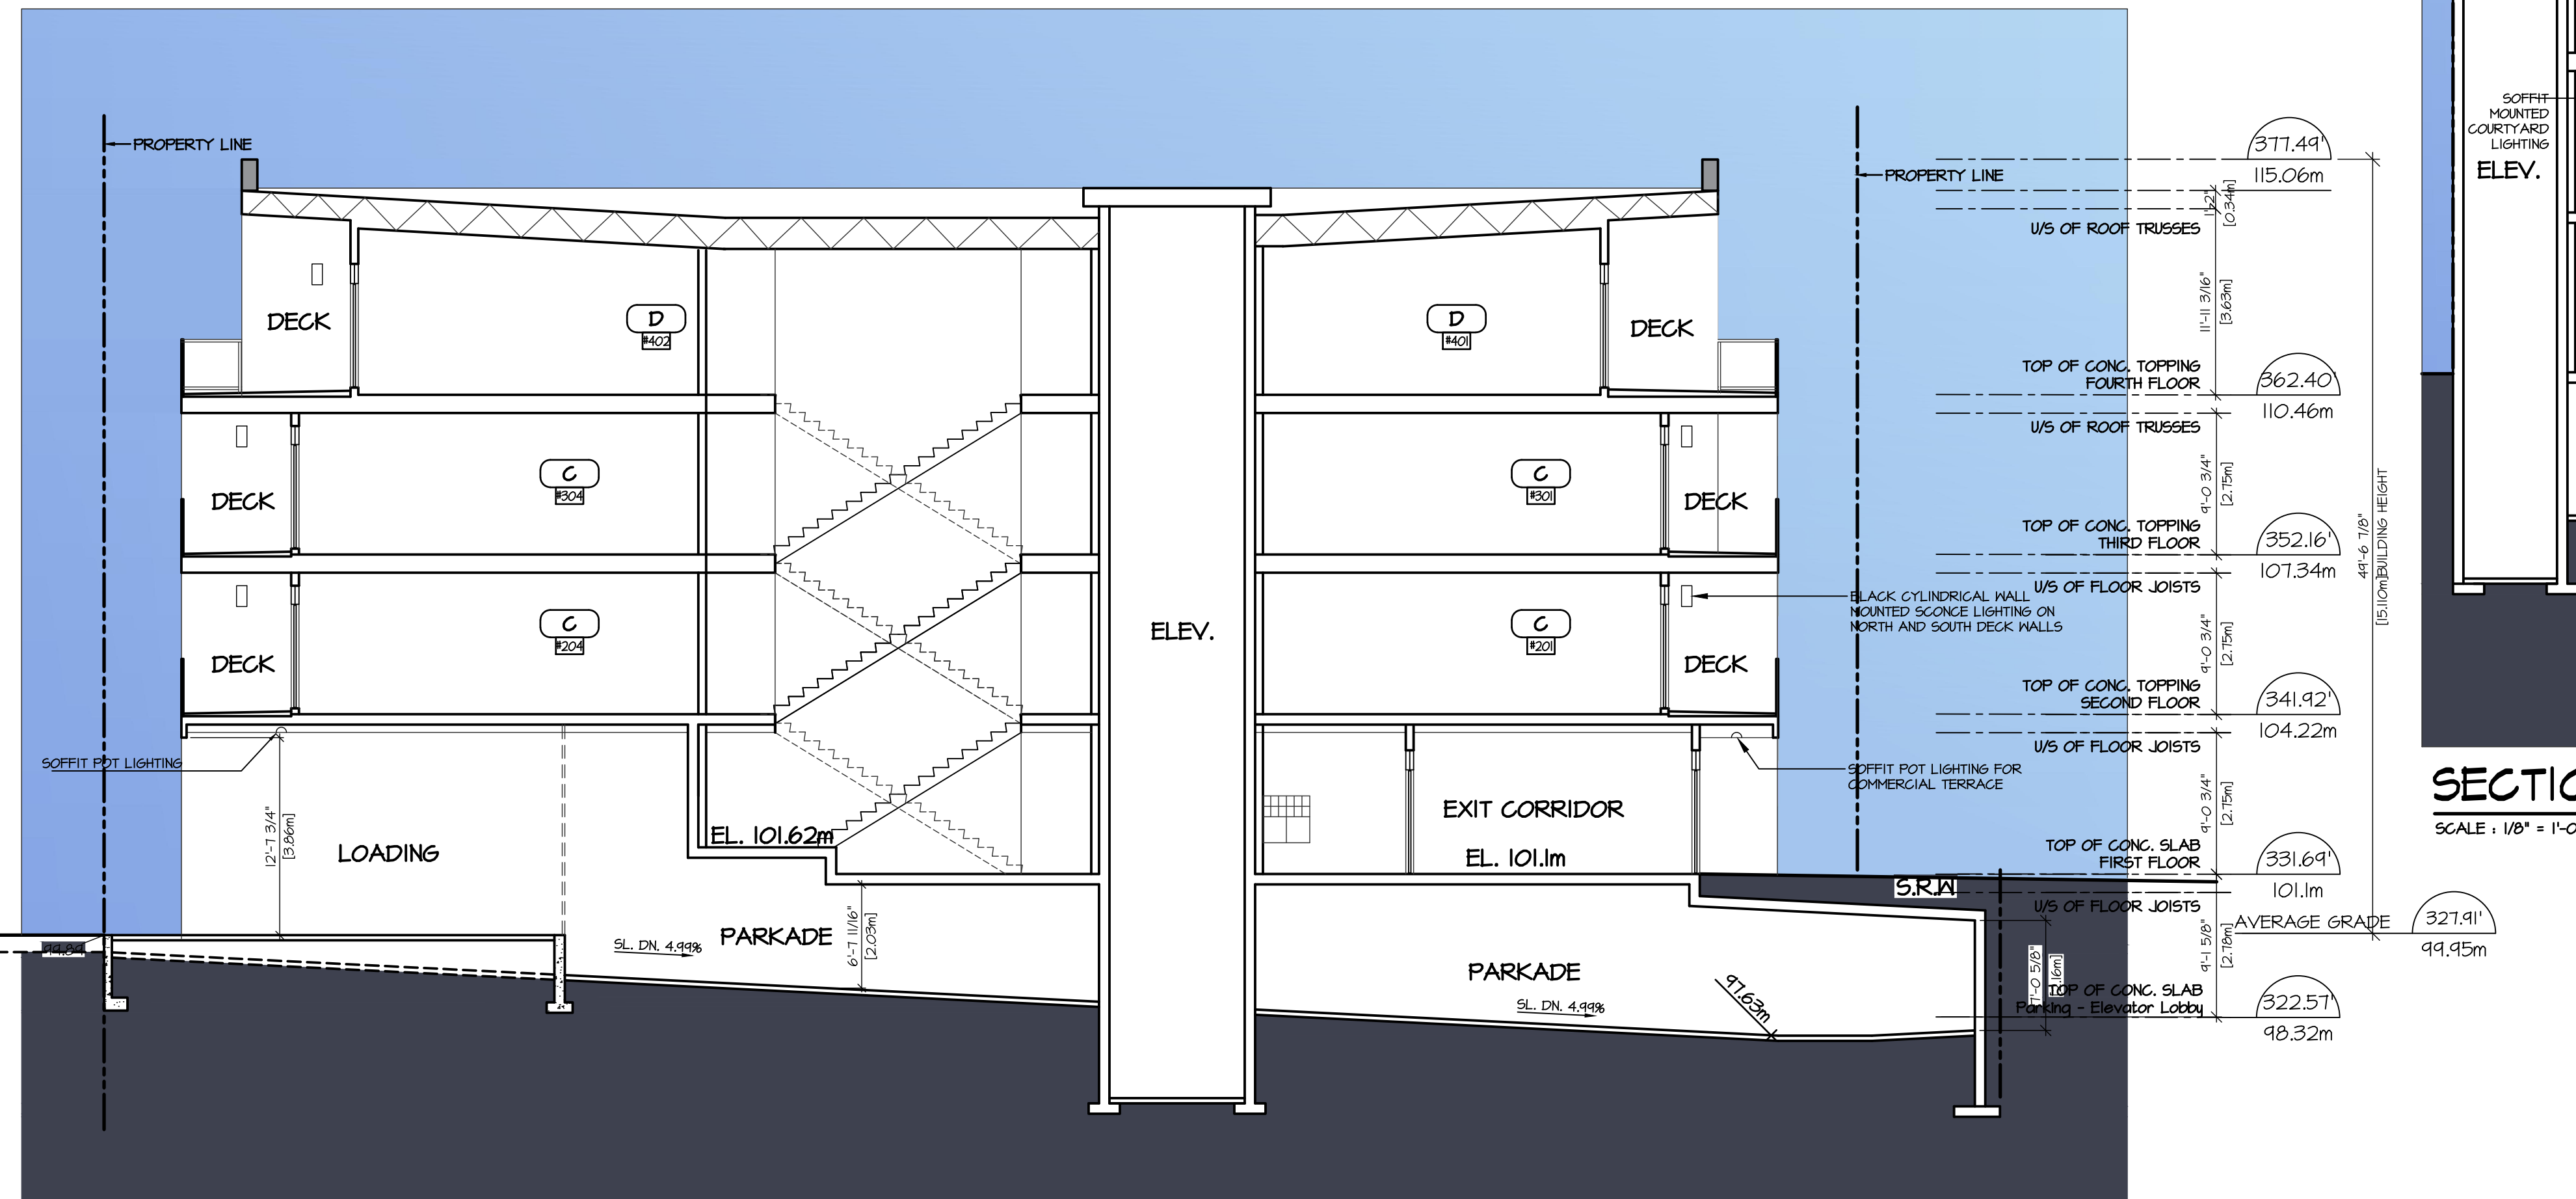 PROPERTY LINE
PROPERTY LINE
SOFFIT
MOUNTED
COURTYARD
LIGHTING
ELEV.
377.49'
115.06m
1'-2"
[0.34m]
U/S OF ROOF TRUSSES
11'-11 3/16"
[3.63m]
DECK
D
#402
D
#401
DECK
TOP OF CONC. TOPPING
FOURTH FLOOR
362.40'
110.46m
U/S OF ROOF TRUSSES
DECK
C
#304
C
#301
DECK
9'-0 3/4"
[2.75m]
TOP OF CONC. TOPPING
THIRD FLOOR
352.16'
107.34m
49'-6 7/8"
[15.110m]BUILDING HEIGHT
U/S OF FLOOR JOISTS
BLACK CYLINDRICAL WALL
MOUNTED SCONCE LIGHTING ON
NORTH AND SOUTH DECK WALLS
DECK
C
#204
ELEV.
C
#201
DECK
9'-0 3/4"
[2.75m]
TOP OF CONC. TOPPING
SECOND FLOOR
341.92'
104.22m
U/S OF FLOOR JOISTS
SOFFIT POT LIGHTING
SOFFIT POT LIGHTING FOR
COMMERCIAL TERRACE
9'-0 3/4"
[2.75m]
12'-7 3/4"
[3.86m]
LOADING
EL. 101.62m
EXIT CORRIDOR
EL. 101.1m
TOP OF CONC. SLAB
FIRST FLOOR
331.69'
101.1m
S.R.W
U/S OF FLOOR JOISTS
AVERAGE GRADE
327.91'
99.95m
99.89
SL. DN. 4.99%
PARKADE
6'-7 11/16"
[2.03m]
PARKADE
SL. DN. 4.99%
97.63m
7'-0 5/8"
9'-1 5/8"
[2.78m]
TOP OF CONC. SLAB
Parking - Elevator Lobby
322.57'
98.32m
SCALE : 1/8" = 1'-0